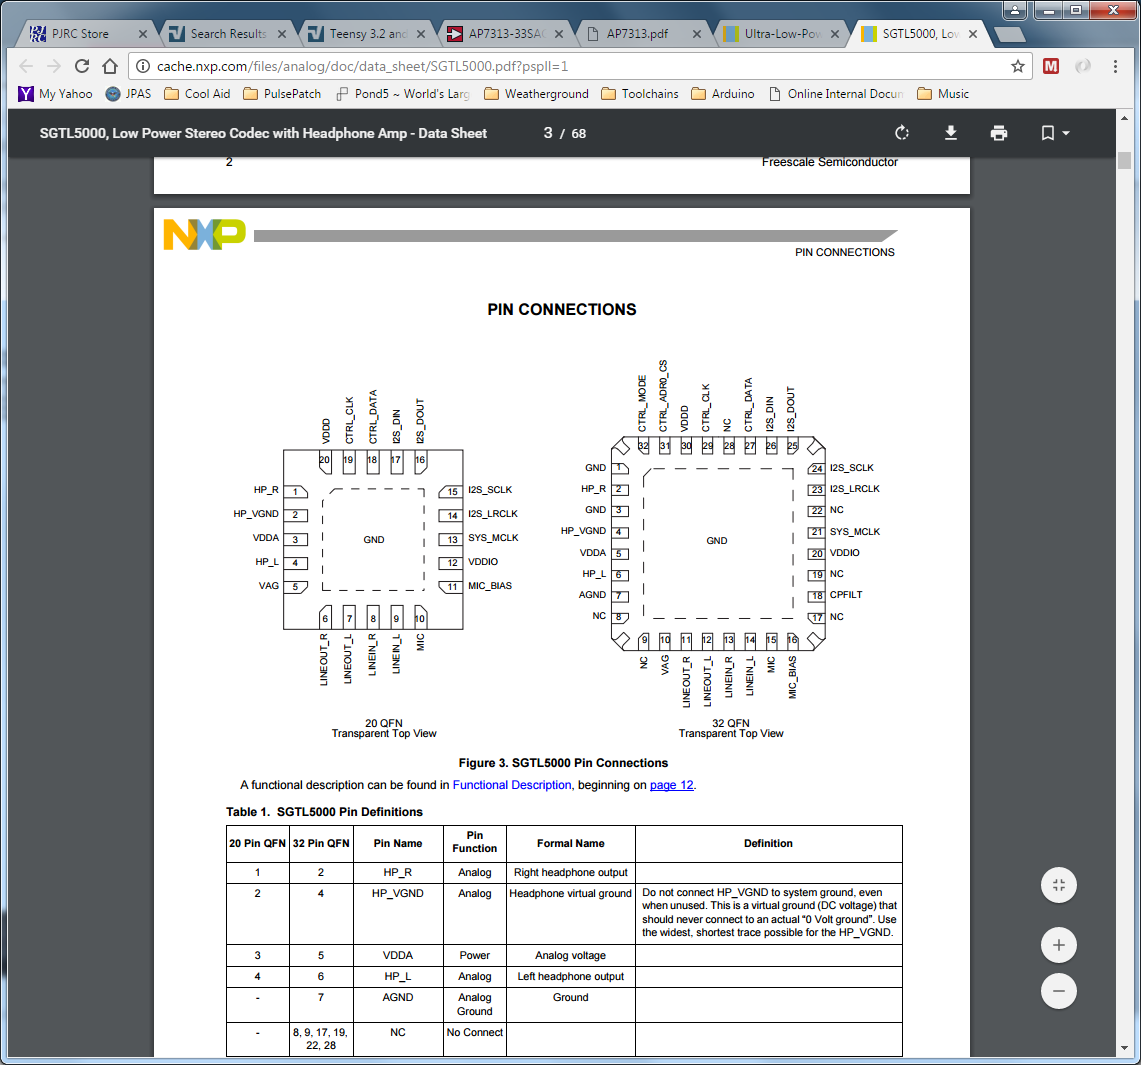 PJRC Store
Search Results
Teensy 3.2 and
AP7313-33SAG
AP7313.pdf
Ultra-Low-Pow
SGTL5000, Lo
cache.nxp.com/files/analog/doc/data_sheet/SGTL5000.pdf?pspll=1
My Yahoo
JPAS
Cool Aid
PulsePatch
Pond5 ~ World's Larg
Weatherground
Toolchains
Arduino
Online Internal Docun
Music
SGTL5000, Low Power Stereo Codec with Headphone Amp - Data Sheet
3 / 68
2
Freescale Semiconductor
NXP
PIN CONNECTIONS
PIN CONNECTIONS
VDDD
CTRL_CLK
CTRL_DATA
I2S_DIN
I2S_DOUT
20 19 18 17 16
HP_R 1
HP_VGND 2
VDDA 3
HP_L 4
VAG 5
GND
15 I2S_SCLK
14 I2S_LRCLK
13 SYS_MCLK
12 VDDIO
11 MIC_BIAS
6 7 8 9 10
LINEOUT_R
LINEOUT_L
LINEIN_R
LINEIN_L
MIC
20 QFN
Transparent Top View
CTRL_MODE
CTRL_ADR0_CS
VDDD
CTRL_CLK
NC
CTRL_DATA
I2S_DIN
I2S_DOUT
32 31 30 29 28 27 26 25
GND 1
HP_R 2
GND 3
HP_VGND 4
VDDA 5
HP_L 6
AGND 7
NC 8
GND
24 I2S_SCLK
23 I2S_LRCLK
22 NC
21 SYS_MCLK
20 VDDIO
19 NC
18 CPFILT
17 NC
9 10 11 12 13 14 15 16
NC
VAG
LINEOUT_R
LINEOUT_L
LINEIN_R
LINEIN_L
MIC
MIC_BIAS
32 QFN
Transparent Top View
Figure 3. SGTL5000 Pin Connections
A functional description can be found in Functional Description, beginning on page 12.
Table 1. SGTL5000 Pin Definitions
20 Pin QFN 32 Pin QFN Pin Name Pin Function Formal Name Definition
1 2 HP_R Analog Right headphone output
2 4 HP_VGND Analog Headphone virtual ground Do not connect HP_VGND to system ground, even
when unused. This is a virtual ground (DC voltage) that
should never connect to an actual "0 Volt ground". Use
the widest, shortest trace possible for the HP_VGND.
3 5 VDDA Power Analog voltage
4 6 HP_L Analog Left headphone output
- 7 AGND Analog Ground Ground
- 8, 9, 17, 19, NC No Connect
22, 28